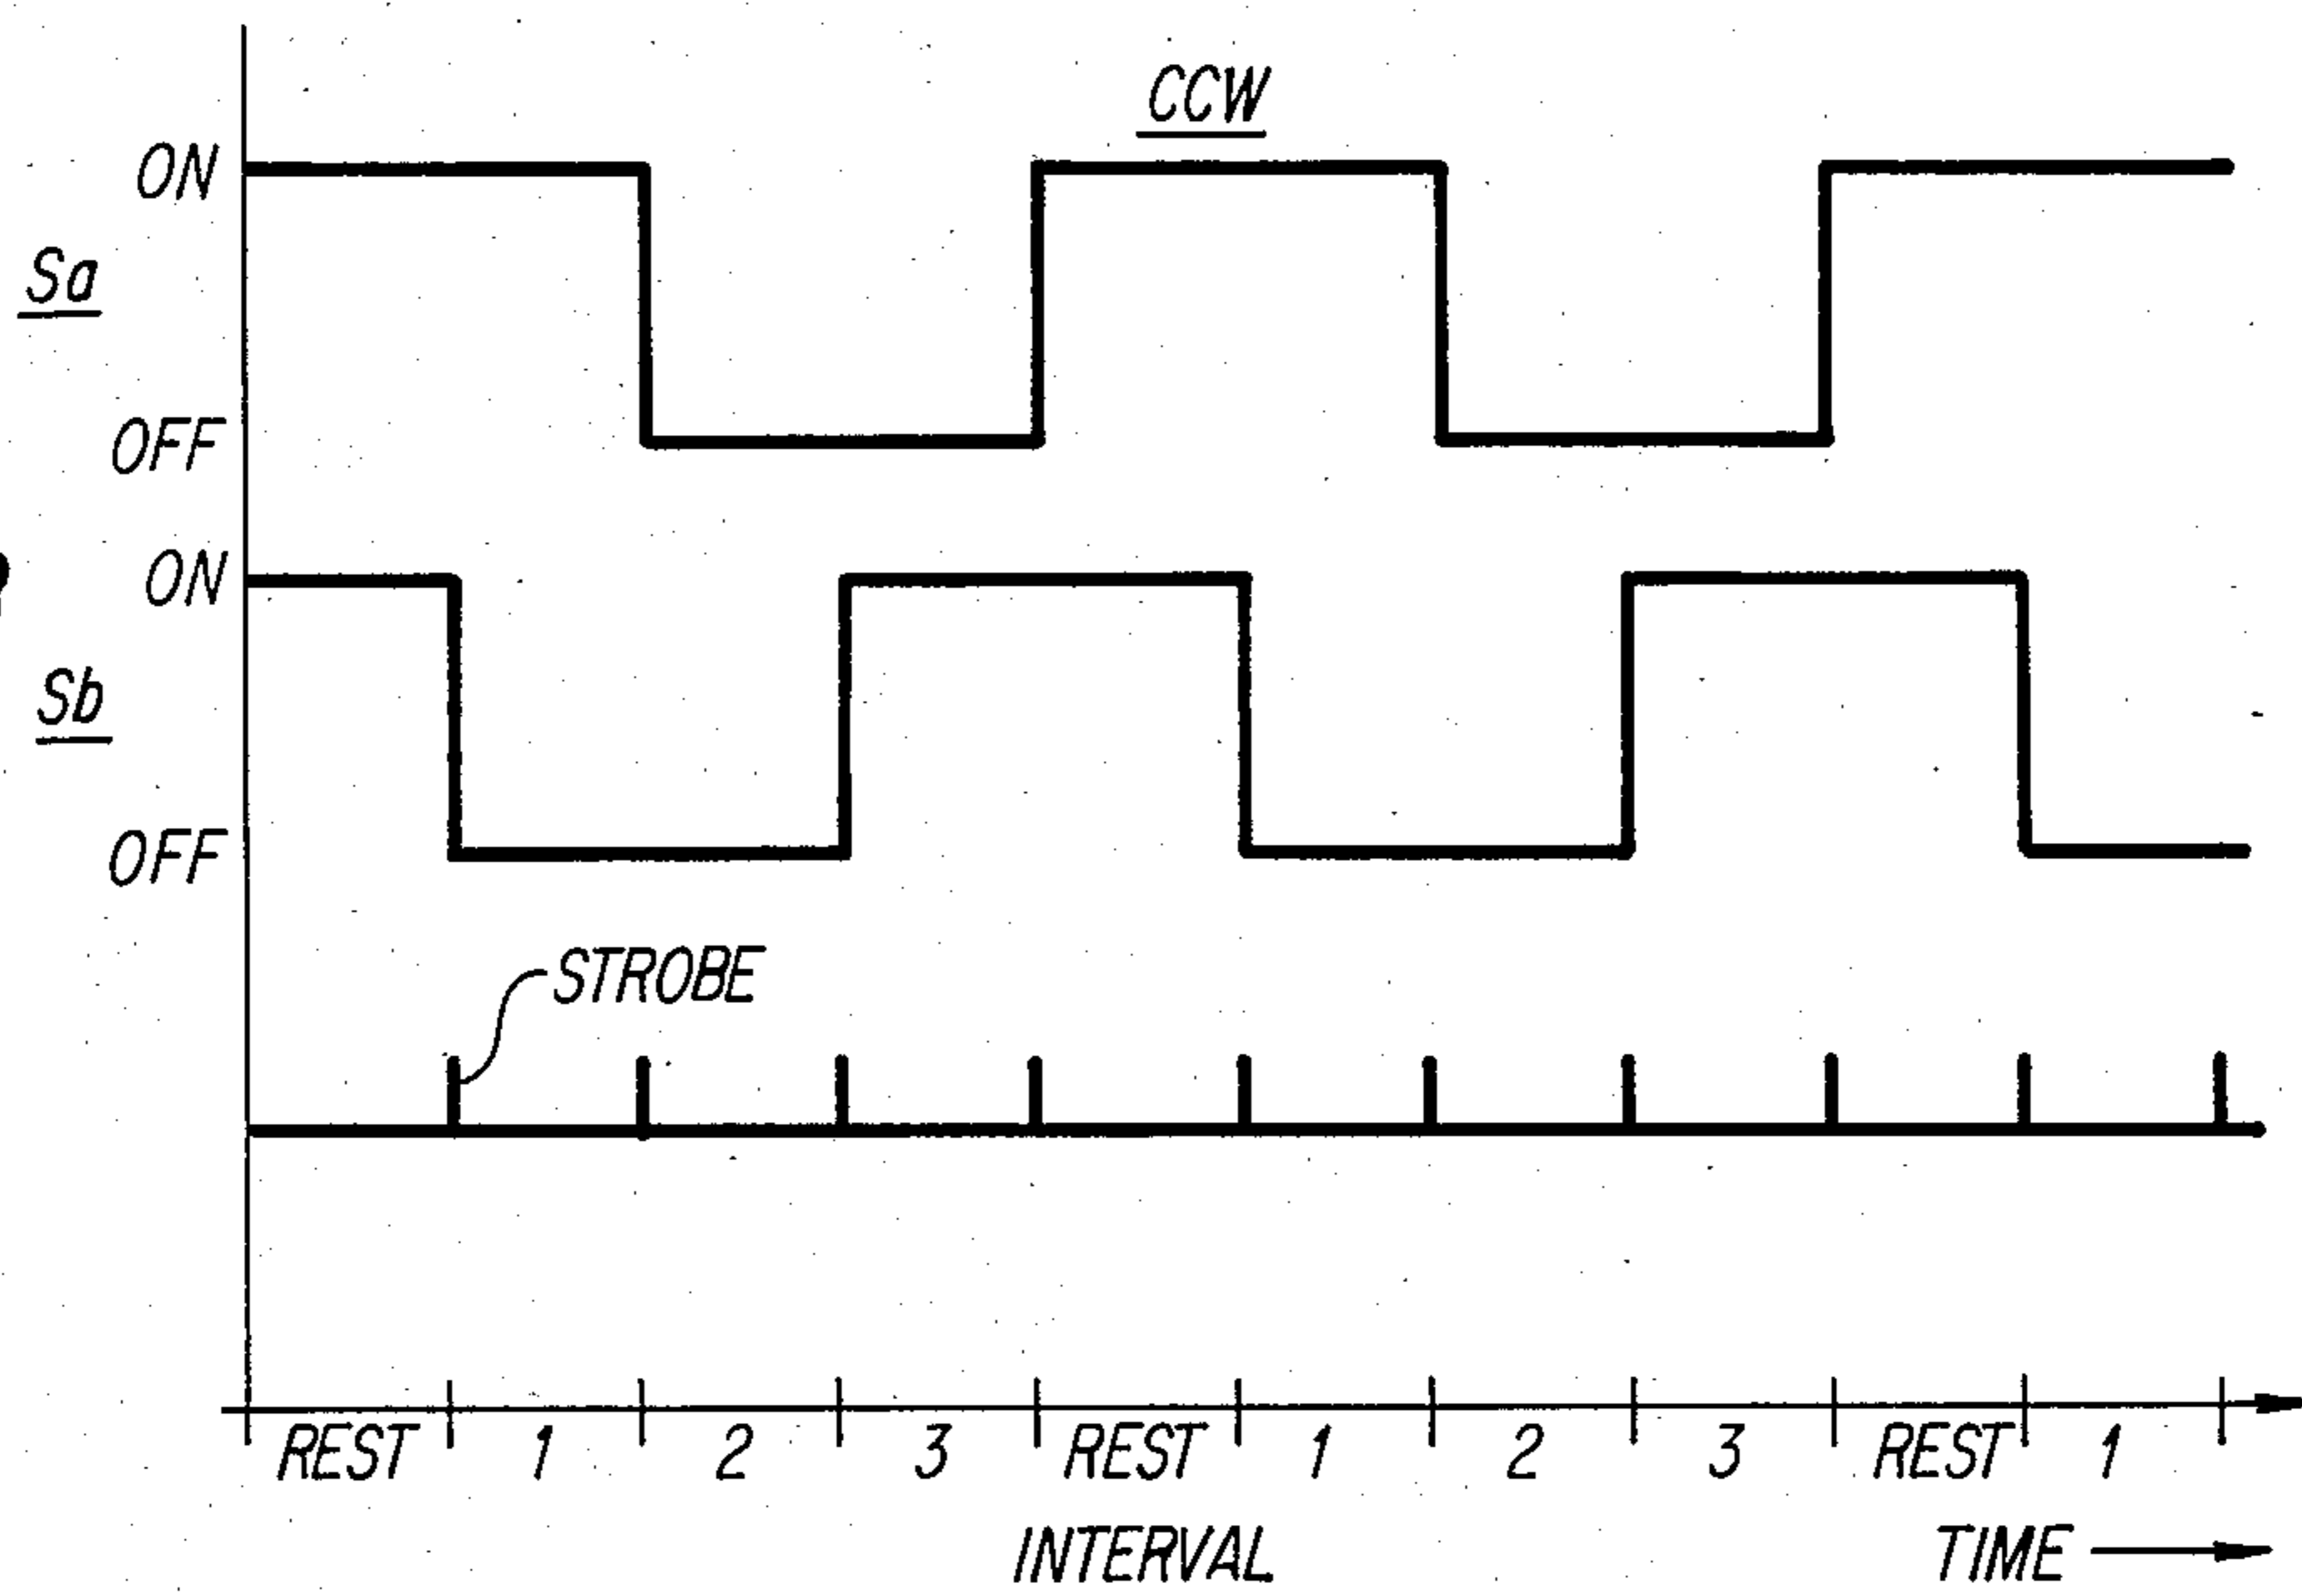 CCW
ON
Sa
OFF
ON
Sb
OFF
STROBE
REST 1 2 3 REST 1 2 3 REST 1
INTERVAL
TIME